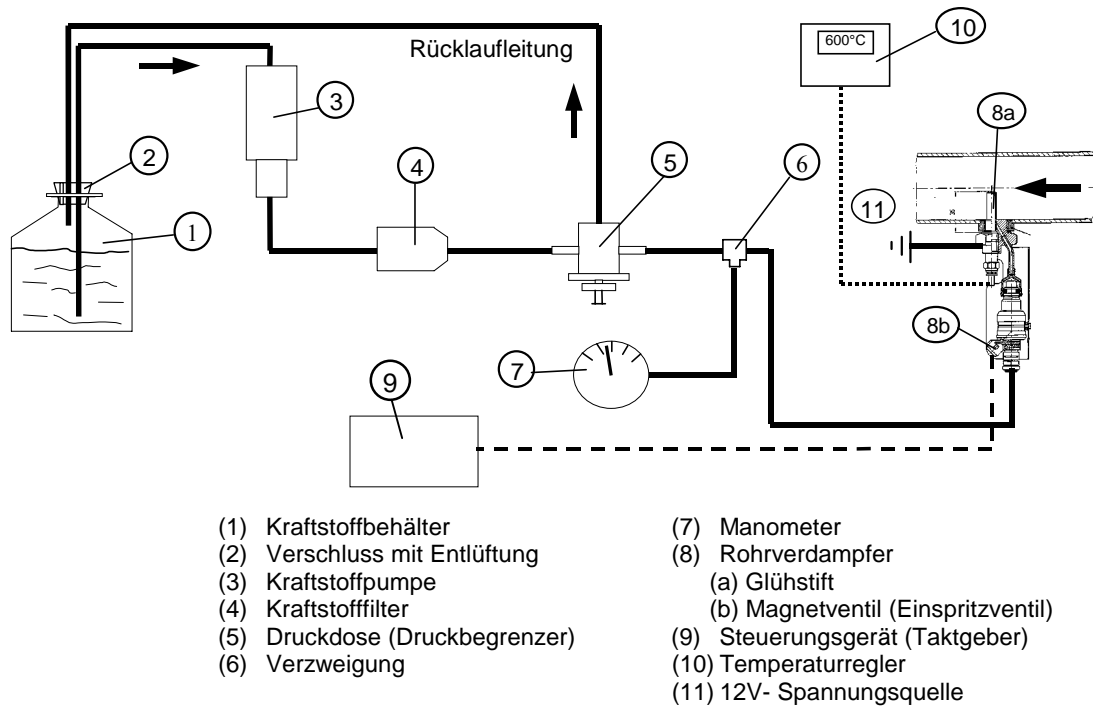 Rücklaufleitung
600°C
10
3
8a
2
4
5
6
1
11
8b
7
9
(1) Kraftstoffbehälter
(2) Verschluss mit Entlüftung
(3) Kraftstoffpumpe
(4) Kraftstofffilter
(5) Druckdose (Druckbegrenzer)
(6) Verzweigung
(7) Manometer
(8) Rohrverdampfer
(a) Glühstift
(b) Magnetventil (Einspritzventil)
(9) Steuerungsgerät (Taktgeber)
(10) Temperaturregler
(11) 12V- Spannungsquelle